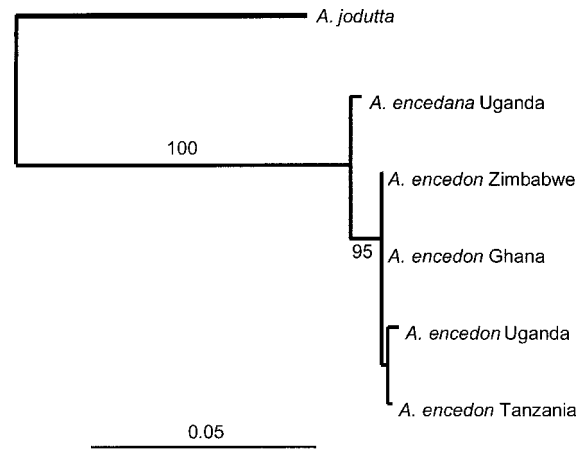 A. jodutta
A. encedana Uganda
100
A. encedon Zimbabwe
95
A. encedon Ghana
A. encedon Uganda
A. encedon Tanzania
0.05